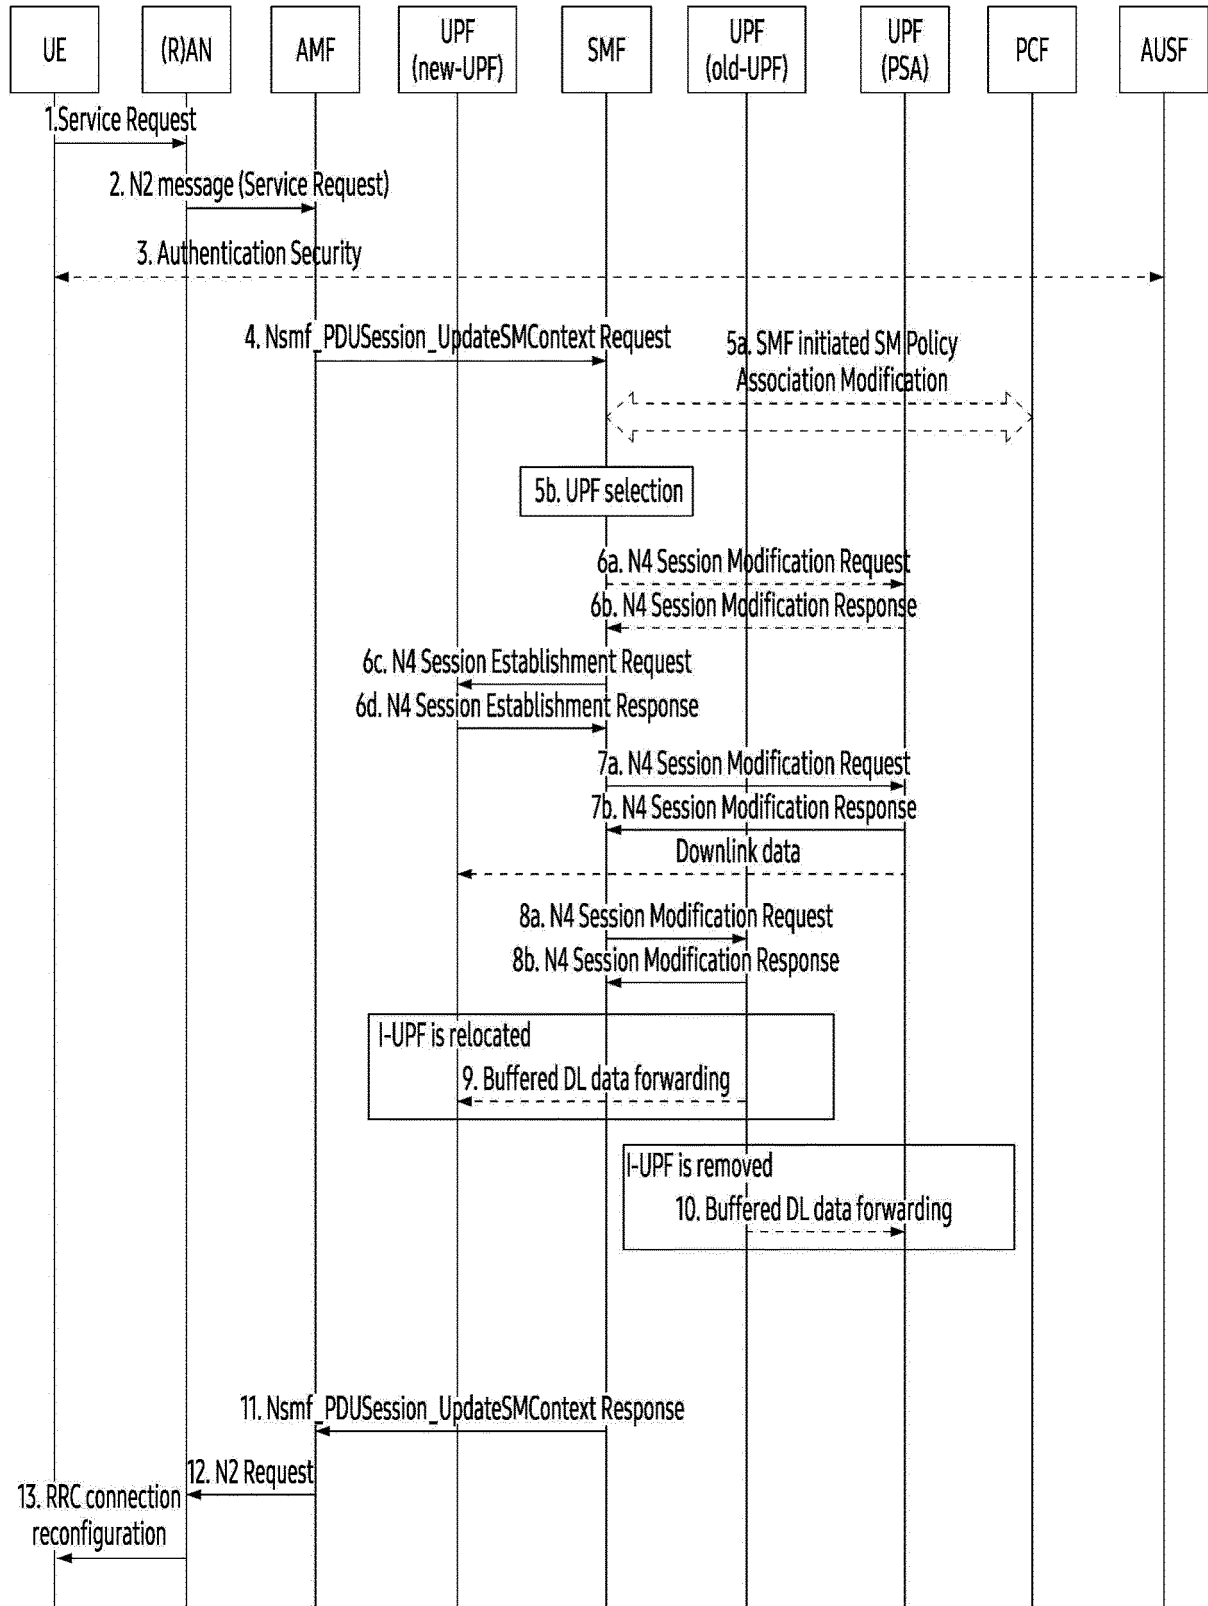 UE
(R)AN
AMF
UPF
(new-UPF)
SMF
UPF
(old-UPF)
UPF
(PSA)
PCF
AUSF
1.Service Request
2. N2 message (Service Request)
3. Authentication Security
4. Nsmf_PDUSession_UpdateSMContext Request
5a. SMF initiated SM Policy
Association Modification
5b. UPF selection
6a. N4 Session Modification Request
6b. N4 Session Modification Response
6c. N4 Session Establishment Request
6d. N4 Session Establishment Response
7a. N4 Session Modification Request
7b. N4 Session Modification Response
Downlink data
8a. N4 Session Modification Request
8b. N4 Session Modification Response
I-UPF is relocated
9. Buffered DL data forwarding
I-UPF is removed
10. Buffered DL data forwarding
11. Nsmf_PDUSession_UpdateSMContext Response
12. N2 Request
13. RRC connection
reconfiguration